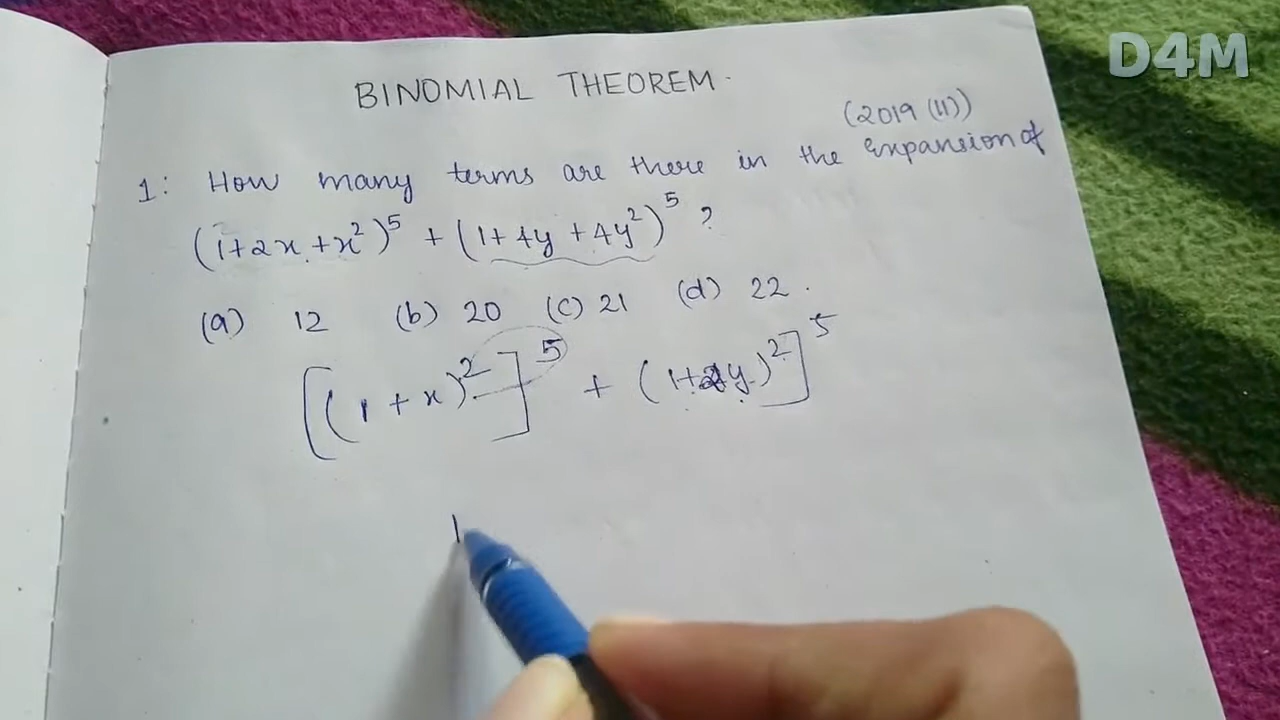 D4M
BINOMIAL THEOREM.
(2019 (II))
1: How many terms are there in the Expansion of
(1+2x+x²)⁵ + (1+4y+4y²)⁵ ?
(a) 12 (b) 20 (c) 21 (d) 22.
[(1+x)²]⁵ + (1+2y)²]⁵